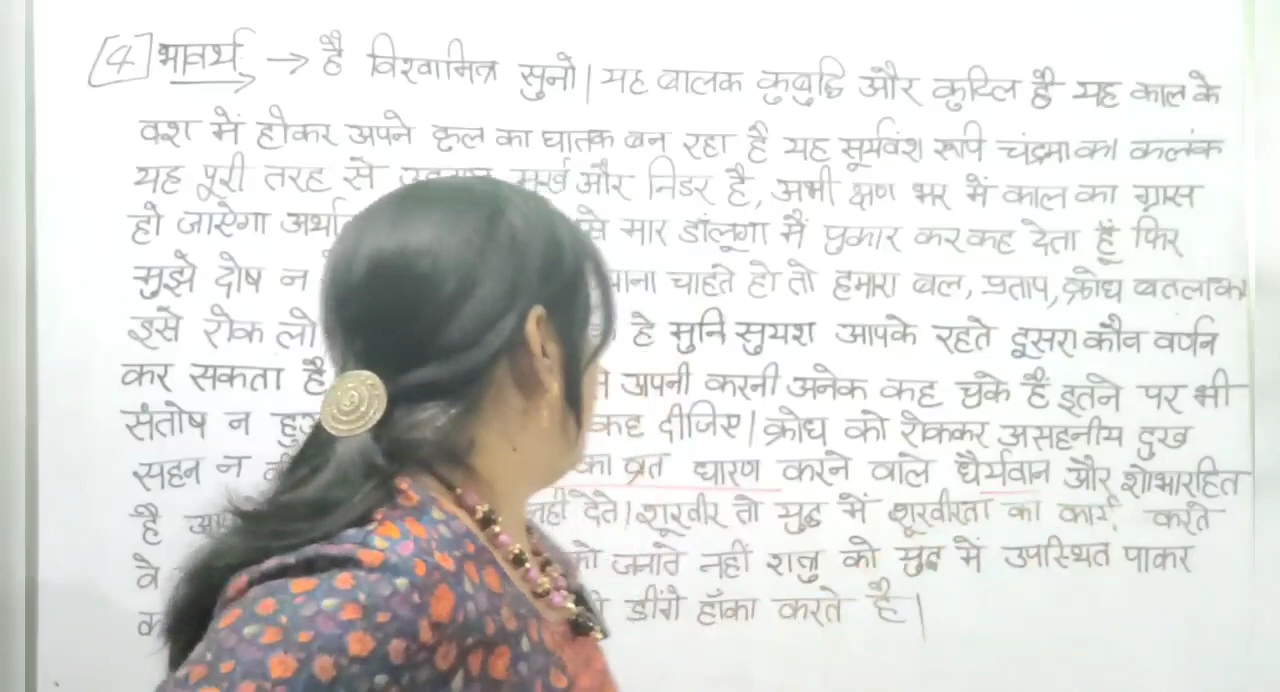 [4] भावर्थ → है विश्वामित्र सुनो| यह बालक कुबुद्धि और कुटिल है यह काल के
वश में होकर अपने कुल का घातक बन रहा है यह सूर्यवंश रूपी चंद्रमा का कलंक
यह पूरी तरह से मूर्ख और निडर है, अभी क्षण भर में काल का ग्रास
हो जाऐगा मार डाँलूगा मैं पुकार कर कह देता हूँ फिर
मुझे दोष न चाहते हो तो हमारा बल, प्रताप, क्रोध बतलाकर
इसे रोक लो हे मुनि सुयश आपके रहते दूसरा कौन वर्णन
कर सकता है अपनी करनी अनेक कह चुके हैं इतने पर भी
संतोष न कह दीजिए| क्रोध को रोककर असहनीय दुख
सहन न का व्रत धारण करने वाले धैर्यवान और शोभारहित
है नहीं देते| शूरवीर तो युद्ध में शूरवीरता का कार्य करते
वे जनाते नहीं शत्रु को युद्ध में उपस्थित पाकर
डींगे हाँका करते है|